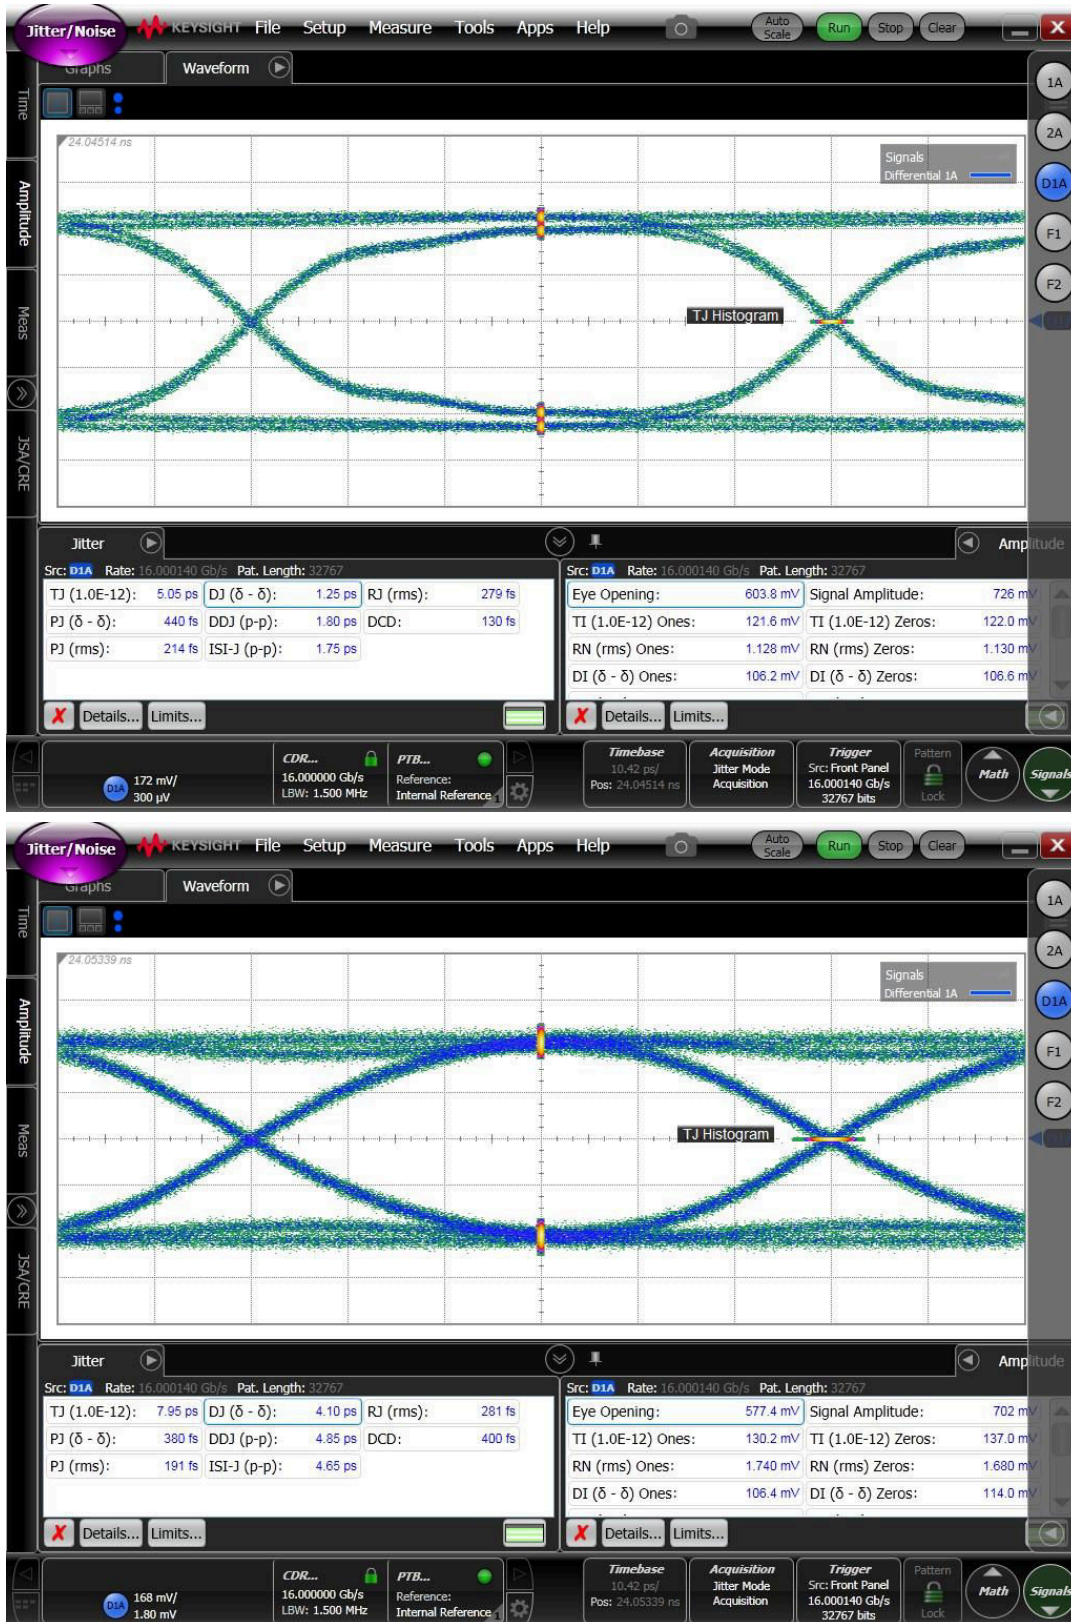 Jitter/Noise KEYSIGHT File Setup Measure Tools Apps Help Auto Scale Run Stop Clear X
Graphs Waveform
Time
Amplitude
Meas
JSA/CRE
24.04514 ns
Signals
Differential 1A
TJ Histogram
1A
2A
D1A
F1
F2
Jitter
Src: D1A Rate: 16.000140 Gb/s Pat. Length: 32767
TJ (1.0E-12): 5.05 ps DJ (δ - δ): 1.25 ps RJ (rms): 279 fs
PJ (δ - δ): 440 fs DDJ (p-p): 1.80 ps DCD: 130 fs
PJ (rms): 214 fs ISI-J (p-p): 1.75 ps
Details... Limits...
Amplitude
Src: D1A Rate: 16.000140 Gb/s Pat. Length: 32767
Eye Opening: 603.8 mV Signal Amplitude: 726 mV
TI (1.0E-12) Ones: 121.6 mV TI (1.0E-12) Zeros: 122.0 mV
RN (rms) Ones: 1.128 mV RN (rms) Zeros: 1.130 mV
DI (δ - δ) Ones: 106.2 mV DI (δ - δ) Zeros: 106.6 mV
Details... Limits...
D1A 172 mV/
300 µV
CDR...
16.000000 Gb/s
LBW: 1.500 MHz
PTB...
Reference:
Internal Reference
Timebase
10.42 ps/
Pos: 24.04514 ns
Acquisition
Jitter Mode
Acquisition
Trigger
Src: Front Panel
16.000140 Gb/s
32767 bits
Pattern
Lock
Math
Signals
Jitter/Noise KEYSIGHT File Setup Measure Tools Apps Help Auto Scale Run Stop Clear X
Graphs Waveform
Time
Amplitude
Meas
JSA/CRE
24.05339 ns
Signals
Differential 1A
TJ Histogram
1A
2A
D1A
F1
F2
Jitter
Src: D1A Rate: 16.000140 Gb/s Pat. Length: 32767
TJ (1.0E-12): 7.95 ps DJ (δ - δ): 4.10 ps RJ (rms): 281 fs
PJ (δ - δ): 380 fs DDJ (p-p): 4.85 ps DCD: 400 fs
PJ (rms): 191 fs ISI-J (p-p): 4.65 ps
Details... Limits...
Amplitude
Src: D1A Rate: 16.000140 Gb/s Pat. Length: 32767
Eye Opening: 577.4 mV Signal Amplitude: 702 mV
TI (1.0E-12) Ones: 130.2 mV TI (1.0E-12) Zeros: 137.0 mV
RN (rms) Ones: 1.740 mV RN (rms) Zeros: 1.680 mV
DI (δ - δ) Ones: 106.4 mV DI (δ - δ) Zeros: 114.0 mV
Details... Limits...
D1A 168 mV/
1.80 mV
CDR...
16.000000 Gb/s
LBW: 1.500 MHz
PTB...
Reference:
Internal Reference
Timebase
10.42 ps/
Pos: 24.05339 ns
Acquisition
Jitter Mode
Acquisition
Trigger
Src: Front Panel
16.000140 Gb/s
32767 bits
Pattern
Lock
Math
Signals